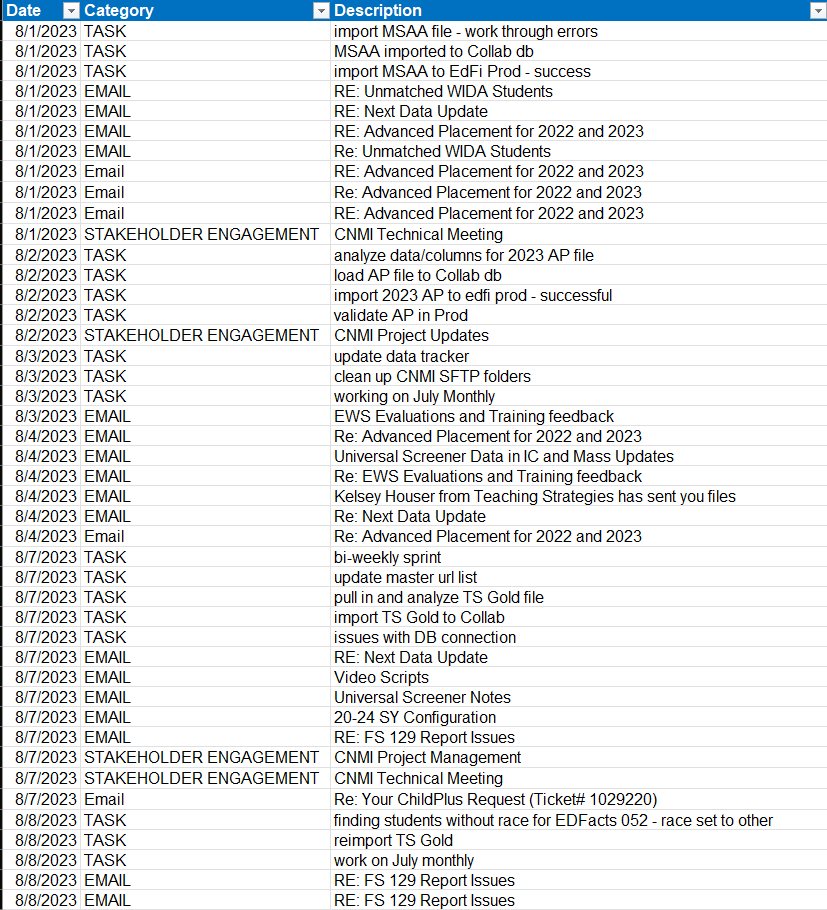 Date Category Description
8/1/2023 TASK import MSAA file - work through errors
8/1/2023 TASK MSAA imported to Collab db
8/1/2023 TASK import MSAA to EdFi Prod - success
8/1/2023 EMAIL RE: Unmatched WIDA Students
8/1/2023 EMAIL RE: Next Data Update
8/1/2023 EMAIL RE: Advanced Placement for 2022 and 2023
8/1/2023 EMAIL Re: Unmatched WIDA Students
8/1/2023 Email RE: Advanced Placement for 2022 and 2023
8/1/2023 Email Re: Advanced Placement for 2022 and 2023
8/1/2023 Email RE: Advanced Placement for 2022 and 2023
8/1/2023 STAKEHOLDER ENGAGEMENT CNMI Technical Meeting
8/2/2023 TASK analyze data/columns for 2023 AP file
8/2/2023 TASK load AP file to Collab db
8/2/2023 TASK import 2023 AP to edfi prod - successful
8/2/2023 TASK validate AP in Prod
8/2/2023 STAKEHOLDER ENGAGEMENT CNMI Project Updates
8/3/2023 TASK update data tracker
8/3/2023 TASK clean up CNMI SFTP folders
8/3/2023 TASK working on July Monthly
8/3/2023 EMAIL EWS Evaluations and Training feedback
8/4/2023 EMAIL Re: Advanced Placement for 2022 and 2023
8/4/2023 EMAIL Universal Screener Data in IC and Mass Updates
8/4/2023 EMAIL Re: EWS Evaluations and Training feedback
8/4/2023 EMAIL Kelsey Houser from Teaching Strategies has sent you files
8/4/2023 EMAIL Re: Next Data Update
8/4/2023 Email Re: Advanced Placement for 2022 and 2023
8/7/2023 TASK bi-weekly sprint
8/7/2023 TASK update master url list
8/7/2023 TASK pull in and analyze TS Gold file
8/7/2023 TASK import TS Gold to Collab
8/7/2023 TASK issues with DB connection
8/7/2023 EMAIL RE: Next Data Update
8/7/2023 EMAIL Video Scripts
8/7/2023 EMAIL Universal Screener Notes
8/7/2023 EMAIL 20-24 SY Configuration
8/7/2023 EMAIL RE: FS 129 Report Issues
8/7/2023 STAKEHOLDER ENGAGEMENT CNMI Project Management
8/7/2023 STAKEHOLDER ENGAGEMENT CNMI Technical Meeting
8/7/2023 Email Re: Your ChildPlus Request (Ticket# 1029220)
8/8/2023 TASK finding students without race for EDFacts 052 - race set to other
8/8/2023 TASK reimport TS Gold
8/8/2023 TASK work on July monthly
8/8/2023 EMAIL RE: FS 129 Report Issues
8/8/2023 EMAIL RE: FS 129 Report Issues